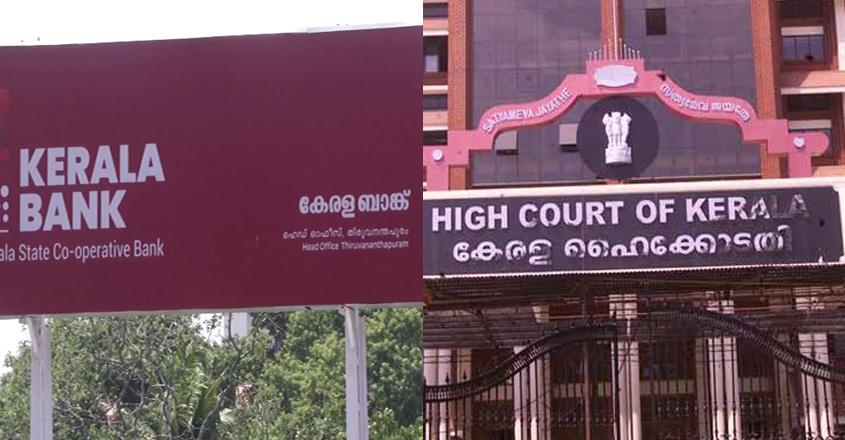 KERALA
BANK
ala State Co-operative Bank
കേരള ബാങ്ക്
ഹെഡ് ഓഫീസ്, തിരുവനന്തപുരം
Head Office Thiruvananthapuram
SATYAMEVA JAYATHE
സത്യമേവ ജയതേ
HIGH COURT OF KERALA
കേരള ഹൈക്കോടതി